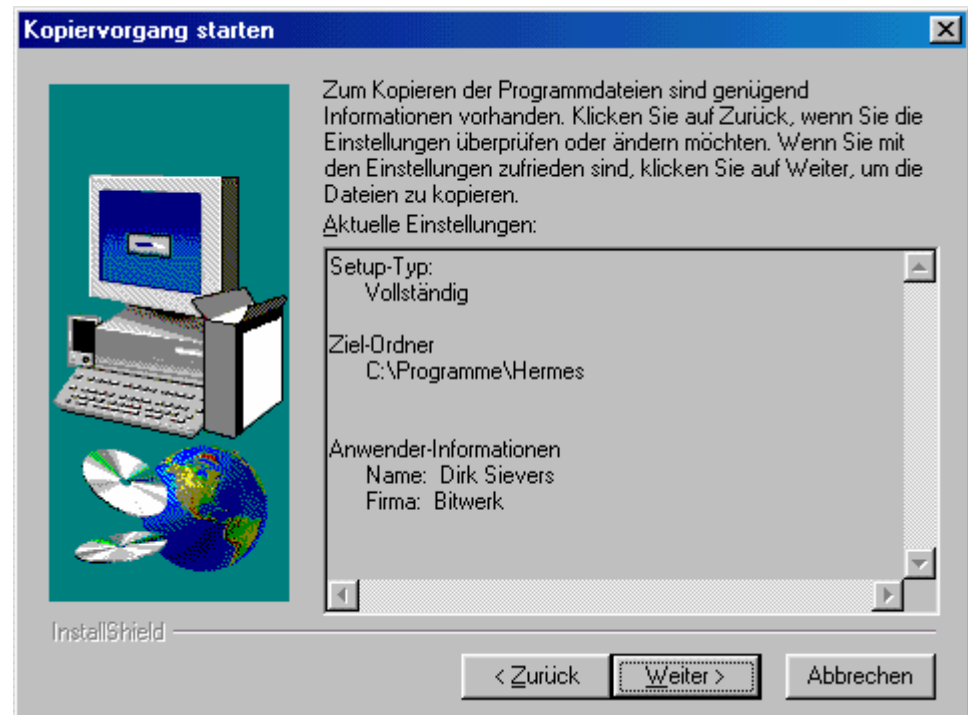 Kopiervorgang starten
Zum Kopieren der Programmdateien sind genügend
Informationen vorhanden. Klicken Sie auf Zurück, wenn Sie die
Einstellungen überprüfen oder ändern möchten. Wenn Sie mit
den Einstellungen zufrieden sind, klicken Sie auf Weiter, um die
Dateien zu kopieren.
Aktuelle Einstellungen:
Setup-Typ:
Vollständig
Ziel-Ordner
C:\Programme\Hermes
Anwender-Informationen
Name: Dirk Sievers
Firma: Bitwerk
InstallShield
< Zurück Weiter > Abbrechen